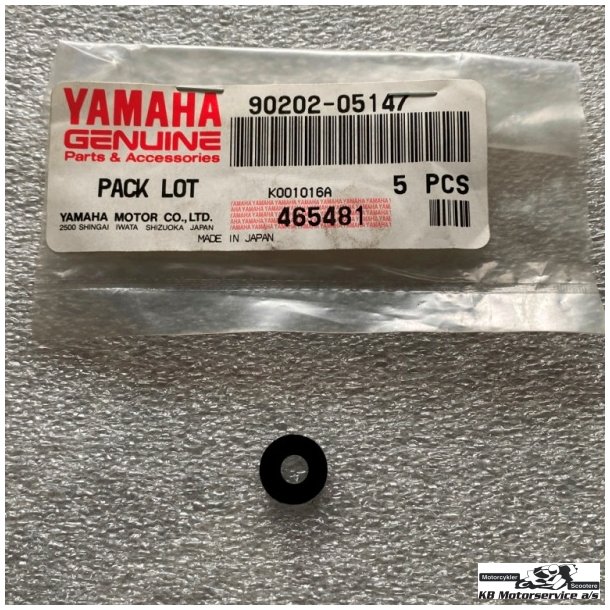 YAMAHA
GENUINE
Parts & Accessories
90202-05147
PACK LOT
K001016A
5 PCS
YAMAHA MOTOR CO.,LTD.
2500 SHINGAI IWATA SHIZUOKA JAPAN
465481
MADE IN JAPAN
Motorcykler
Scootere
KB Motorservice a/s